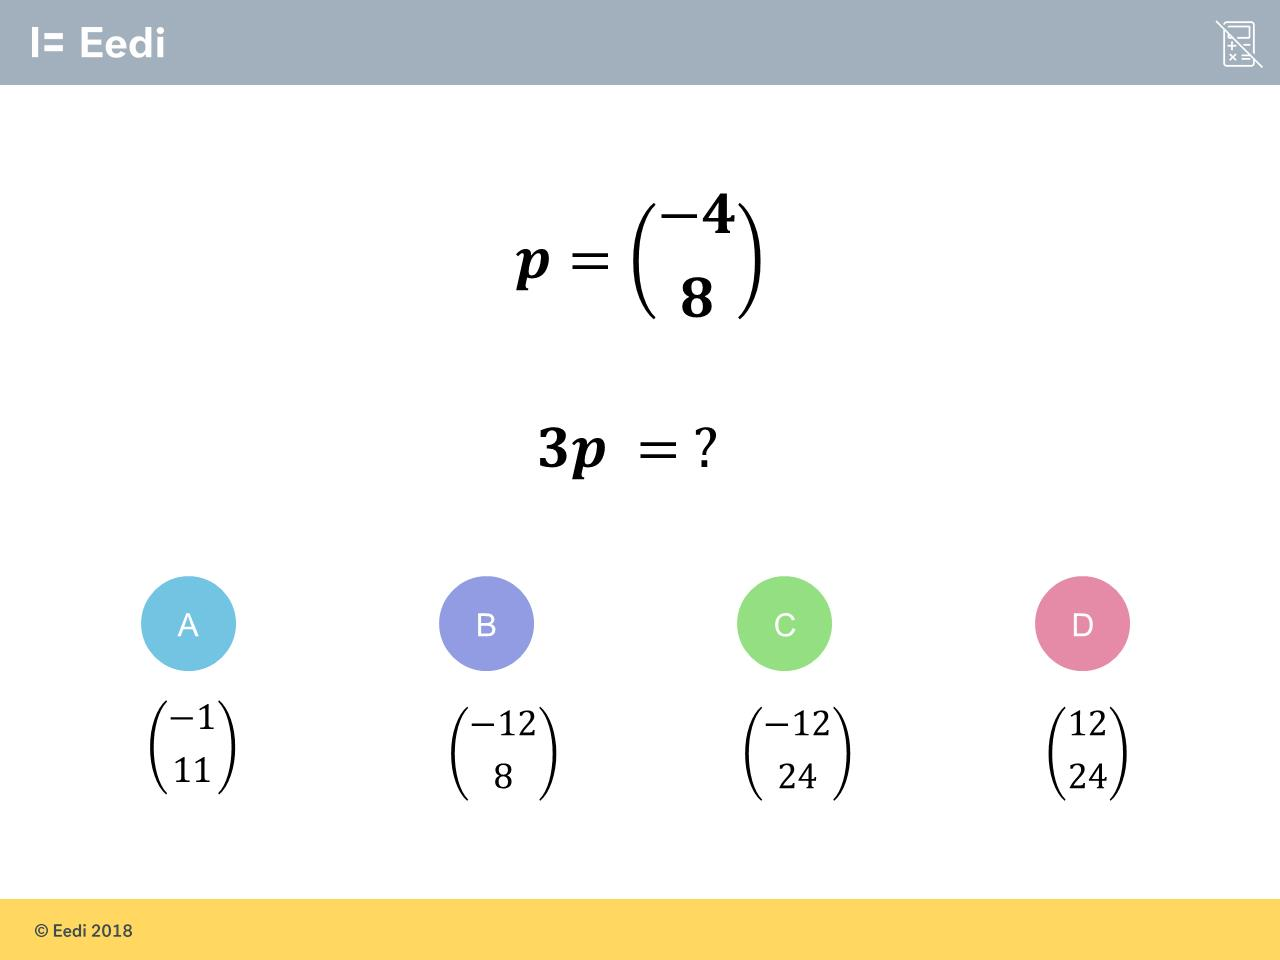 Eedi
p = (−4
8)
3p = ?
A
B
C
D
(−1
11)
(−12
8)
(−12
24)
(12
24)
© Eedi 2018